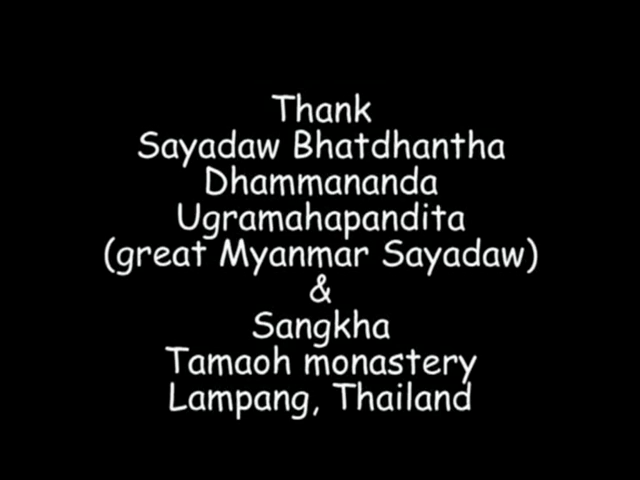 Thank
Sayadaw Bhatdhantha
Dhammananda
Ugramahapandita
(great Myanmar Sayadaw)
&
Sangkha
Tamaoh monastery
Lampang, Thailand